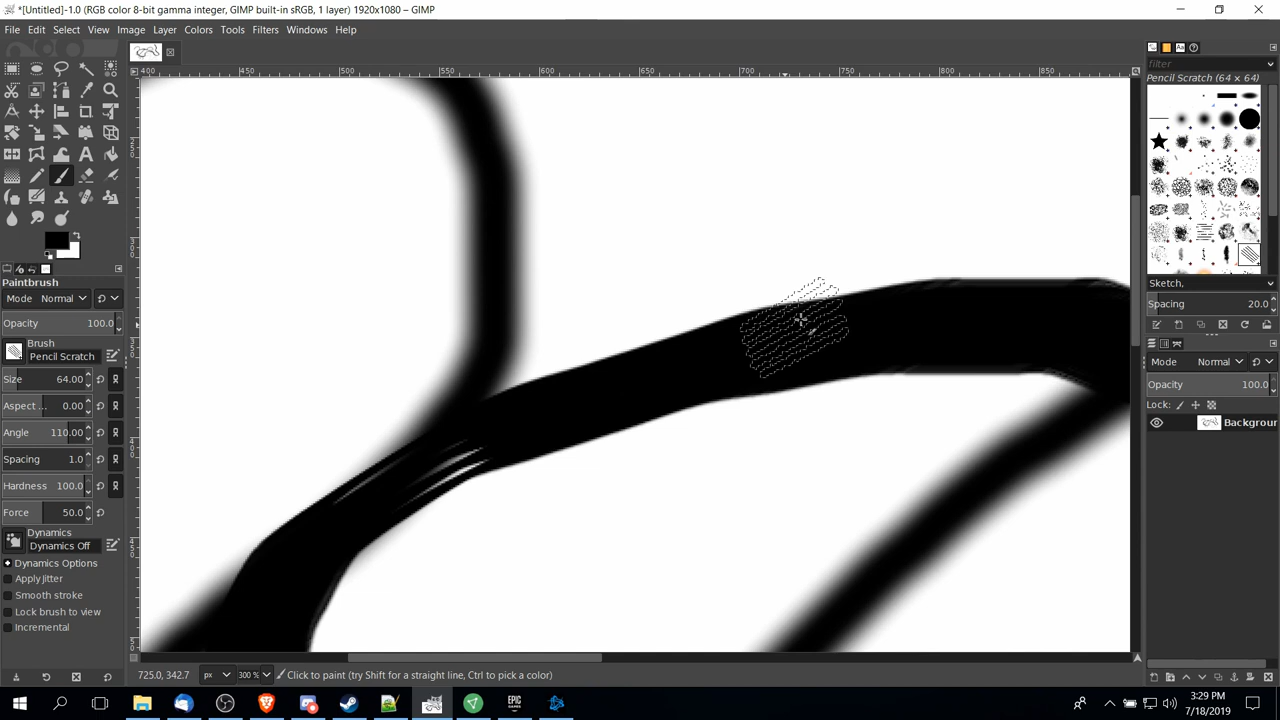 *[Untitled]-1.0 (RGB color 8-bit gamma integer, GIMP built-in sRGB, 1 layer) 1920x1080 – GIMP
File Edit Select View Image Layer Colors Tools Filters Windows Help
filter
Pencil Scratch (64 × 64)
400 450 500 550 600 650 700 750 800 850
Paintbrush
Mode Normal
Opacity 100.0
Brush
Pencil Scratch
Size 64.00
Aspect ... 0.00
Angle 110.00
Spacing 1.0
Hardness 100.0
Force 50.0
Dynamics
Dynamics Off
Dynamics Options
Apply Jitter
Smooth stroke
Lock brush to view
Incremental
Sketch,
Spacing 20.0
Mode Normal
Opacity 100.0
Lock:
Backgrour
725.0, 342.7 px 300 % Click to paint (try Shift for a straight line, Ctrl to pick a color)
EPIC GAMES
3:29 PM
7/18/2019